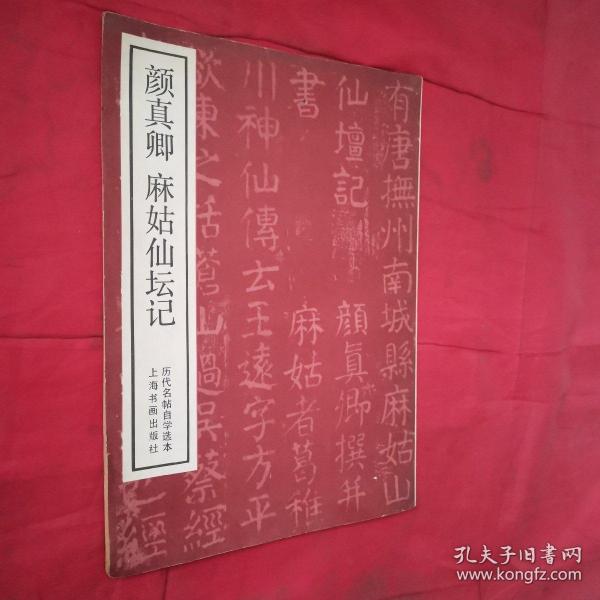 颜真卿 麻姑仙坛记
历代名帖自学选本
上海书画出版社
有唐撫州南城縣麻姑山
仙壇記 顔真卿撰并
書 麻姑者葛稚
川神仙傳云王遠字方平
欲東之括蒼山過吳蔡經
孔夫子旧书网
www.kongfz.com